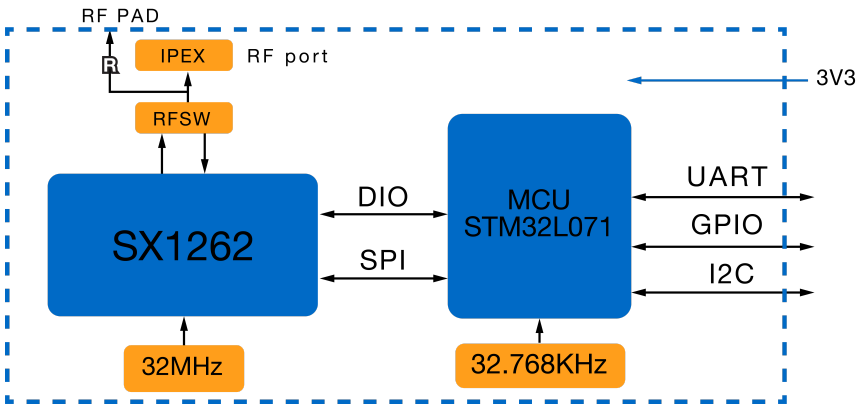 RF PAD
R
IPEX
RF port
3V3
RFSW
MCU
STM32L071
SX1262
DIO
SPI
UART
GPIO
I2C
32MHz
32.768KHz